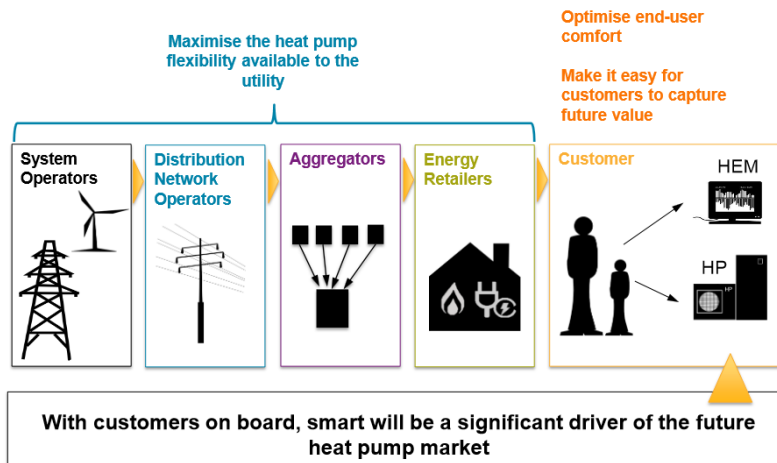 Maximise the heat pump
flexibility available to the
utility
Optimise end-user
comfort
Make it easy for
customers to capture
future value
System
Operators
Distribution
Network
Operators
Aggregators
Energy
Retailers
Customer
HEM
HP
HP
With customers on board, smart will be a significant driver of the future
heat pump market